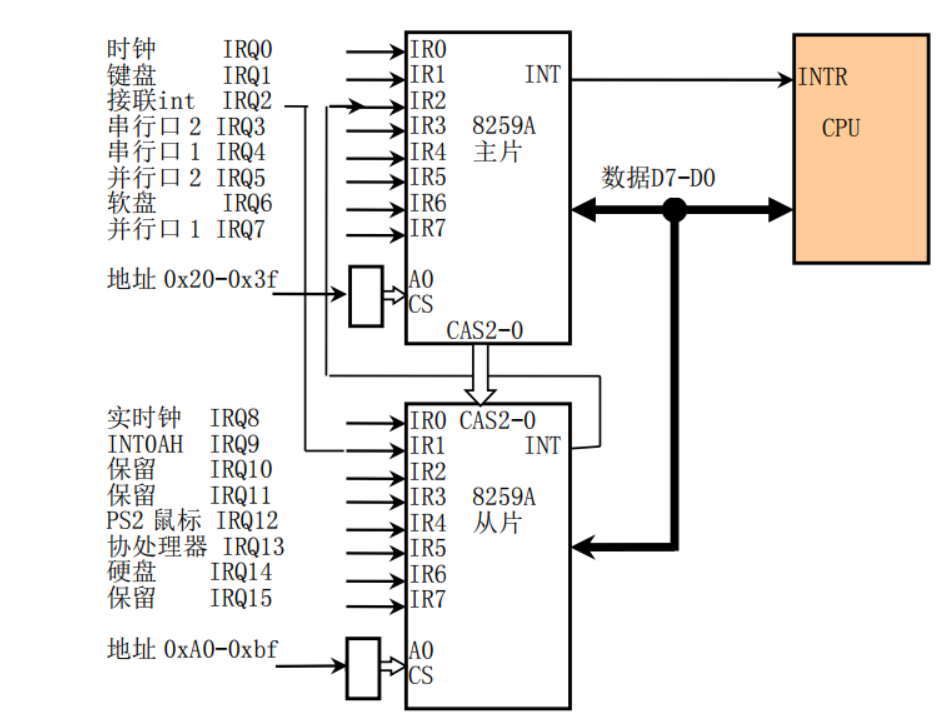 时钟 IRQ0
键盘 IRQ1
接联int IRQ2
串行口 2 IRQ3
串行口 1 IRQ4
并行口 2 IRQ5
软盘 IRQ6
并行口 1 IRQ7
地址 0x20-0x3f
IR0
IR1
IR2
IR3
IR4
IR5
IR6
IR7
A0
CS
INT
8259A
主片
CAS2-0
数据D7-D0
INTR
CPU
实时钟 IRQ8
INT0AH IRQ9
保留 IRQ10
保留 IRQ11
PS2 鼠标 IRQ12
协处理器 IRQ13
硬盘 IRQ14
保留 IRQ15
地址 0xA0-0xbf
IR0
IR1
IR2
IR3
IR4
IR5
IR6
IR7
A0
CS
CAS2-0
INT
8259A
从片